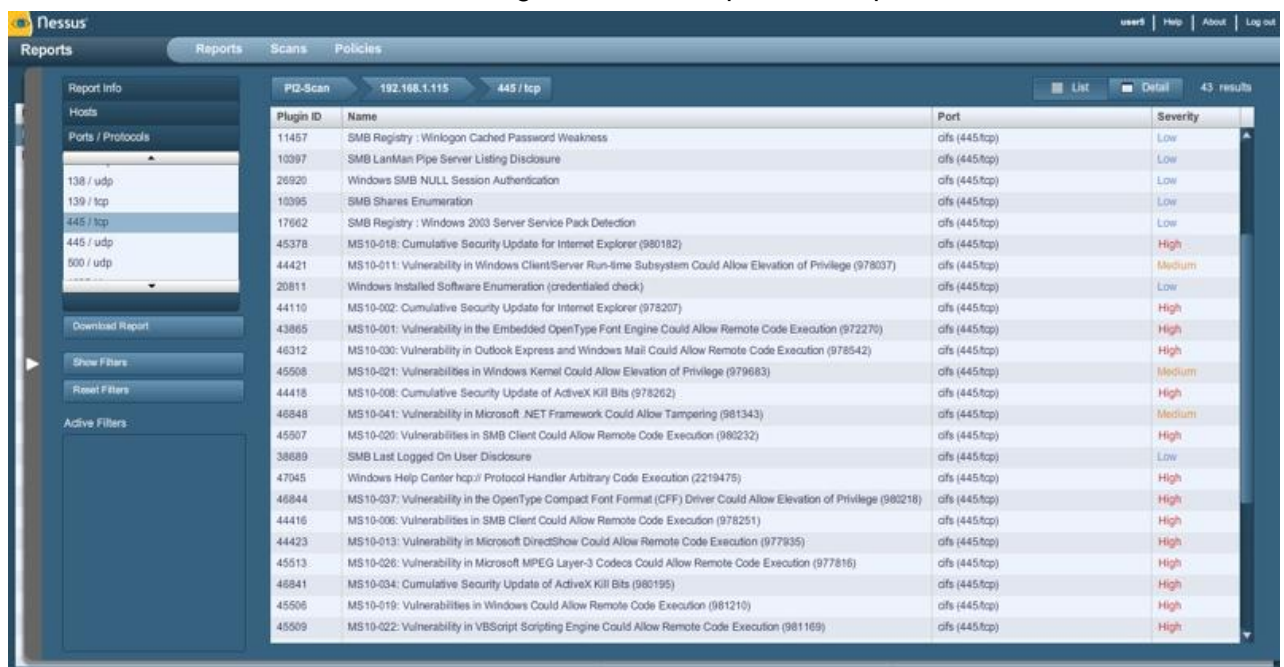 Nessus
user5 | Help | About | Log out
Reports
Reports Scans Policies
Report Info
Hosts
Ports / Protocols
138 / udp
139 / tcp
445 / tcp
445 / udp
500 / udp
Download Report
Show Filters
Reset Filters
Active Filters
PI2-Scan 192.168.1.115 445 / tcp List Detail 43 results
Plugin ID Name Port Severity
11457 SMB Registry : Winlogon Cached Password Weakness cifs (445/tcp) Low
10397 SMB LanMan Pipe Server Listing Disclosure cifs (445/tcp) Low
26920 Windows SMB NULL Session Authentication cifs (445/tcp) Low
10395 SMB Shares Enumeration cifs (445/tcp) Low
17662 SMB Registry : Windows 2003 Server Service Pack Detection cifs (445/tcp) Low
45378 MS10-018: Cumulative Security Update for Internet Explorer (980182) cifs (445/tcp) High
44421 MS10-011: Vulnerability in Windows Client/Server Run-time Subsystem Could Allow Elevation of Privilege (978037) cifs (445/tcp) Medium
20811 Windows Installed Software Enumeration (credentialed check) cifs (445/tcp) Low
44110 MS10-002: Cumulative Security Update for Internet Explorer (978207) cifs (445/tcp) High
43865 MS10-001: Vulnerability in the Embedded OpenType Font Engine Could Allow Remote Code Execution (972270) cifs (445/tcp) High
46312 MS10-030: Vulnerability in Outlook Express and Windows Mail Could Allow Remote Code Execution (978542) cifs (445/tcp) High
45508 MS10-021: Vulnerabilities in Windows Kernel Could Allow Elevation of Privilege (979683) cifs (445/tcp) Medium
44418 MS10-008: Cumulative Security Update of ActiveX Kill Bits (978262) cifs (445/tcp) High
46848 MS10-041: Vulnerability in Microsoft .NET Framework Could Allow Tampering (981343) cifs (445/tcp) Medium
45507 MS10-020: Vulnerabilities in SMB Client Could Allow Remote Code Execution (980232) cifs (445/tcp) High
38689 SMB Last Logged On User Disclosure cifs (445/tcp) Low
47045 Windows Help Center hcp:// Protocol Handler Arbitrary Code Execution (2219475) cifs (445/tcp) High
46844 MS10-037: Vulnerability in the OpenType Compact Font Format (CFF) Driver Could Allow Elevation of Privilege (980218) cifs (445/tcp) High
44416 MS10-006: Vulnerabilities in SMB Client Could Allow Remote Code Execution (978251) cifs (445/tcp) High
44423 MS10-013: Vulnerability in Microsoft DirectShow Could Allow Remote Code Execution (977935) cifs (445/tcp) High
45513 MS10-026: Vulnerability in Microsoft MPEG Layer-3 Codecs Could Allow Remote Code Execution (977816) cifs (445/tcp) High
46841 MS10-034: Cumulative Security Update of ActiveX Kill Bits (980195) cifs (445/tcp) High
45506 MS10-019: Vulnerabilities in Windows Could Allow Remote Code Execution (981210) cifs (445/tcp) High
45509 MS10-022: Vulnerability in VBScript Scripting Engine Could Allow Remote Code Execution (981169) cifs (445/tcp) High